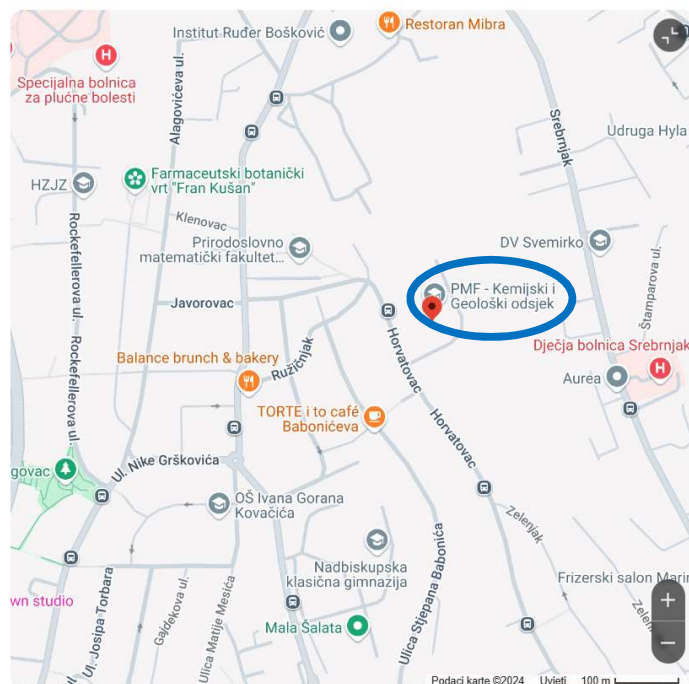 Institut Ruđer Bošković
Restoran Mibra
H
Specijalna bolnica
za plućne bolesti
Alagovićeva ul.
Srebrnjak
Udruga Hyla
HZJZ
Farmaceutski botanički
vrt "Fran Kušan"
Klenovac
Prirodoslovno
matematički fakultet...
DV Svemirko
Rockefellerova ul.
Rockefellerova ul.
PMF - Kemijski i
Geološki odsjek
Javorovac
Štamparova ul.
Horvatovac
Horvatovac
Dječja bolnica Srebrnjak
H
Balance brunch & bakery
Ružičnjak
Aurea
TORTE i to café
Babonićeva
govac
Ul. Nike Grškovića
OŠ Ivana Gorana
Kovačića
Zelenjak
Nadbiskupska
klasična gimnazija
Ulica Stjepana Babonića
Frizerski salon Marin
wn studio
Ul. Josipa Torbara
Gajdekova ul.
Ulica Matije Mesića
Mala Šalata
Zelenj
+
−
Podaci karte ©2024 Uvjeti 100 m